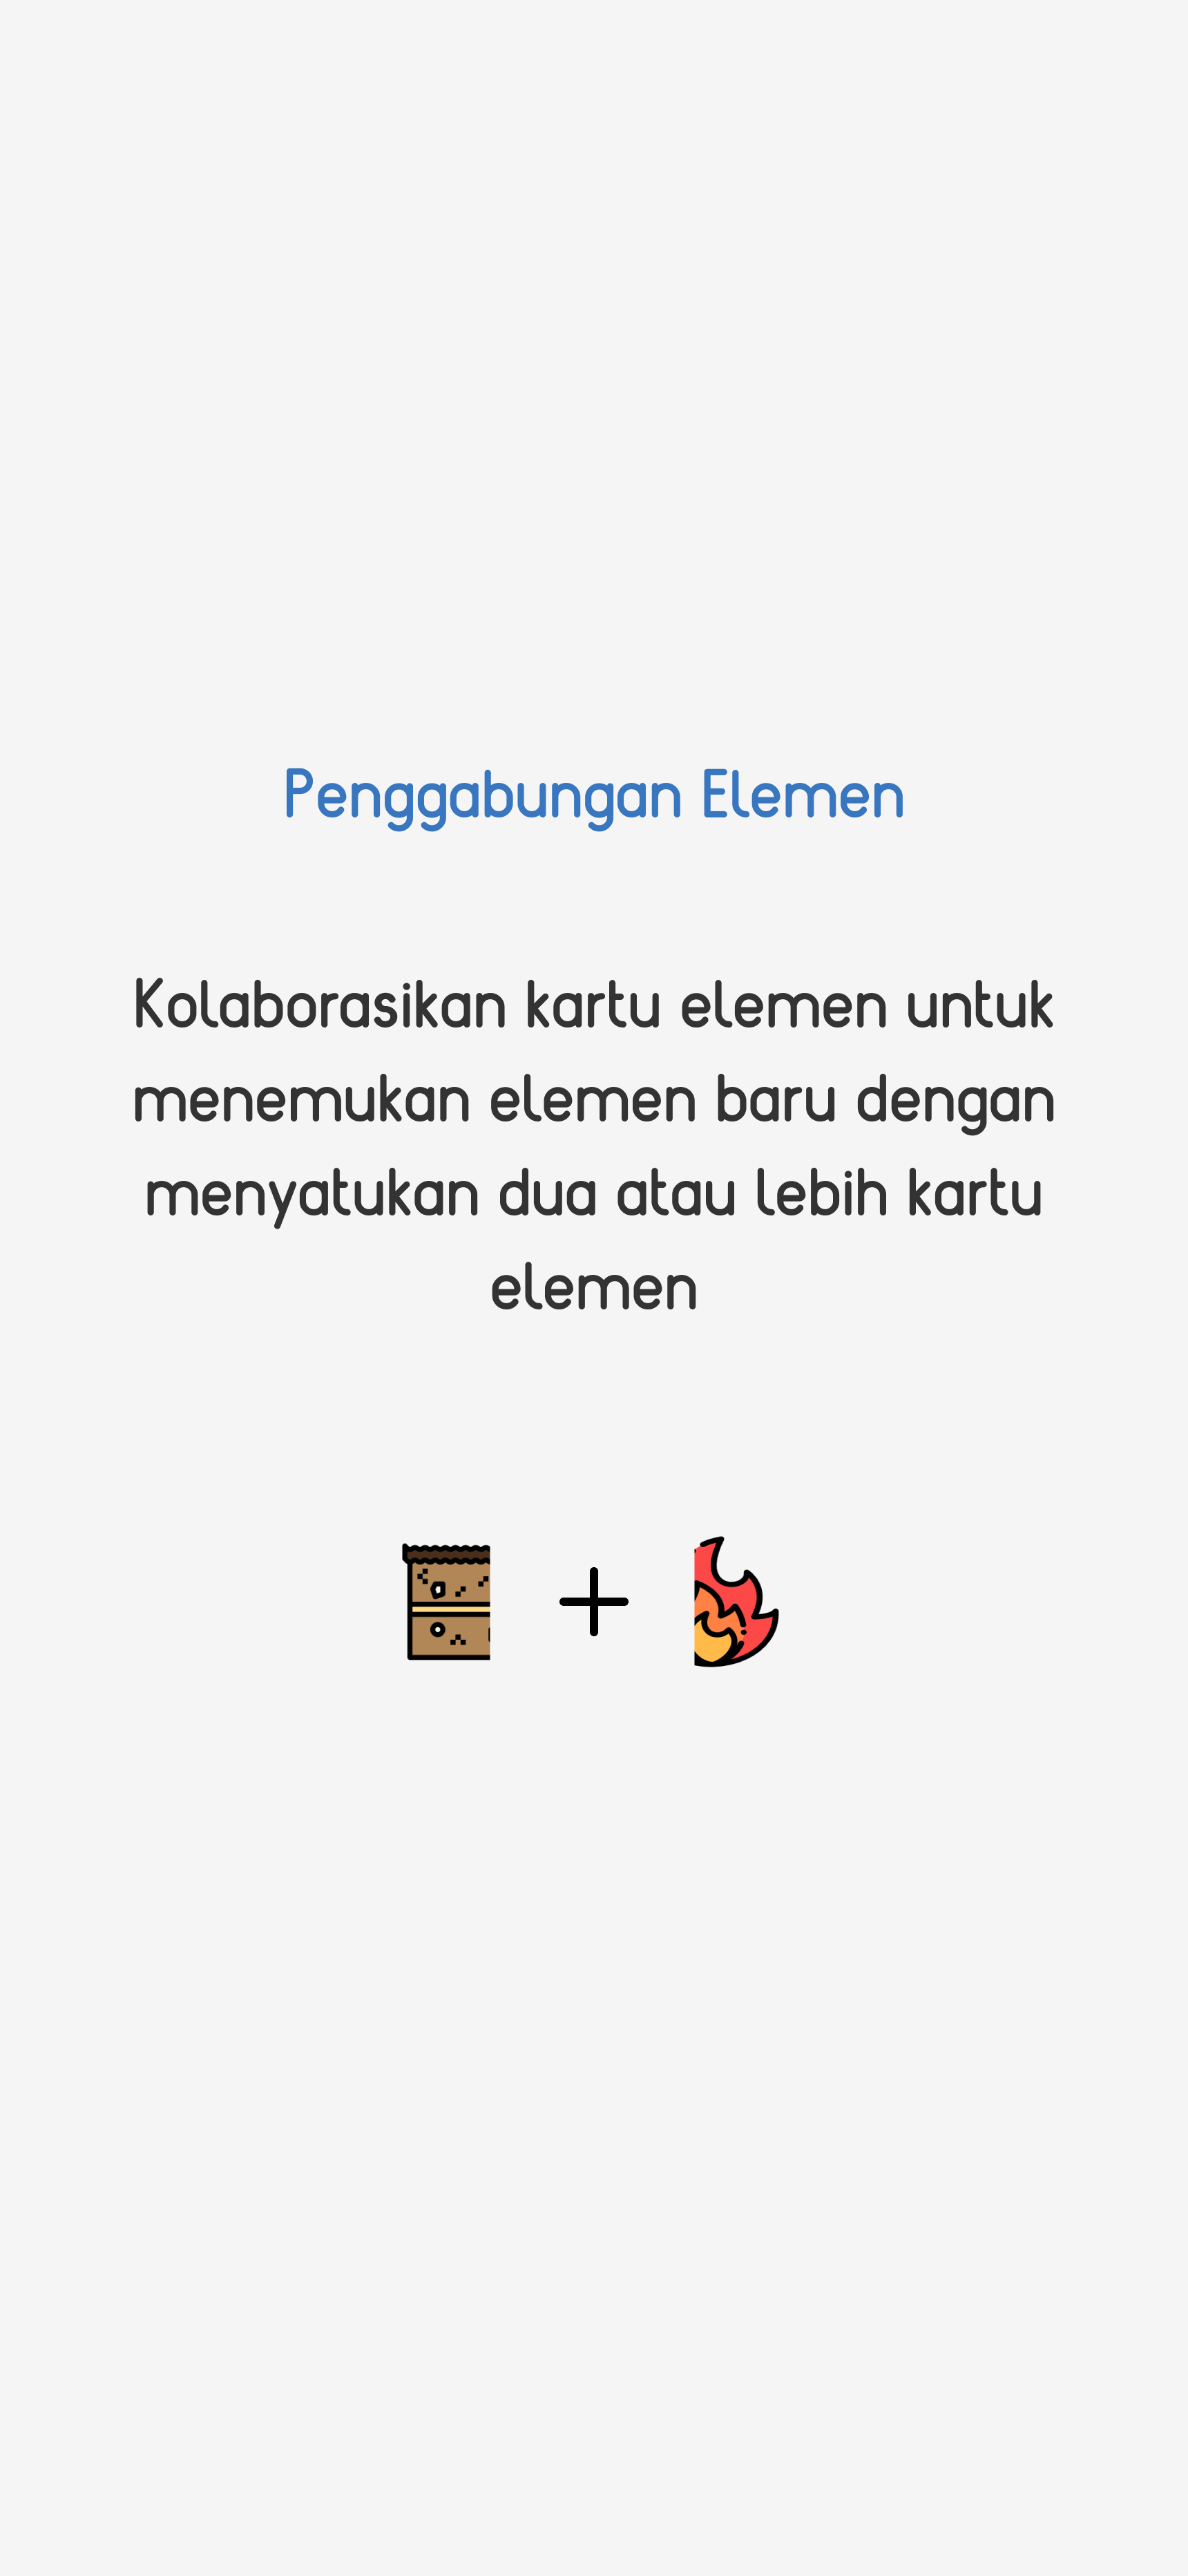 Penggabungan Elemen
Kolaborasikan kartu elemen untuk
menemukan elemen baru dengan
menyatukan dua atau lebih kartu
elemen